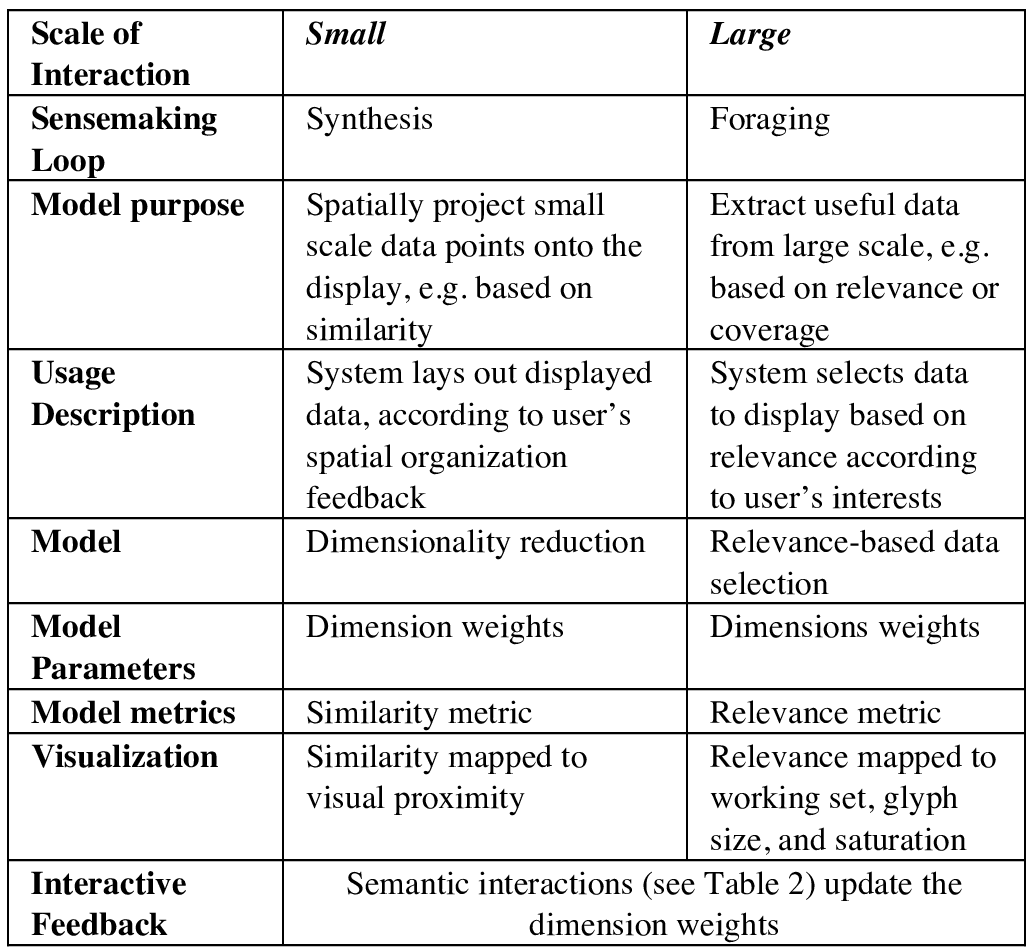 Scale of
Interaction
Small
Large
Sensemaking
Loop
Synthesis
Foraging
Model purpose
Spatially project small
scale data points onto the
display, e.g. based on
similarity
Extract useful data
from large scale, e.g.
based on relevance or
coverage
Usage
Description
System lays out displayed
data, according to user’s
spatial organization
feedback
System selects data
to display based on
relevance according
to user’s interests
Model
Dimensionality reduction
Relevance-based data
selection
Model
Parameters
Dimension weights
Dimensions weights
Model metrics
Similarity metric
Relevance metric
Visualization
Similarity mapped to
visual proximity
Relevance mapped to
working set, glyph
size, and saturation
Interactive
Feedback
Semantic interactions (see Table 2) update the
dimension weights